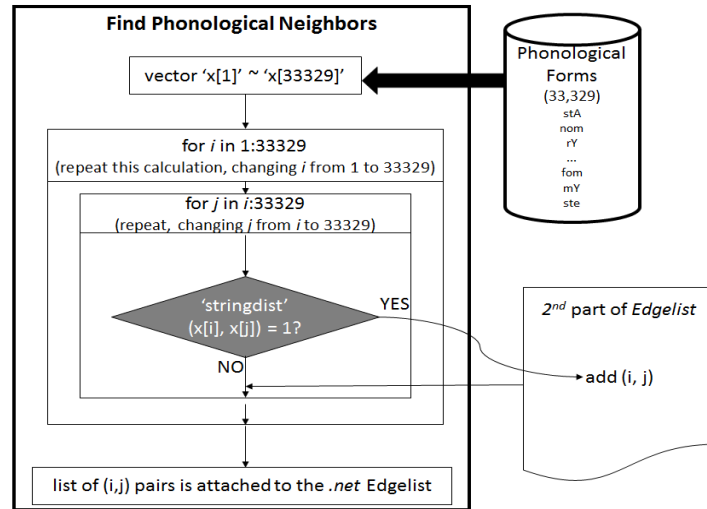 Find Phonological Neighbors
vector ‘x[1]’ ~ ‘x[33329]’
for i in 1:33329
(repeat this calculation, changing i from 1 to 33329)
for j in i:33329
(repeat, changing j from i to 33329)
‘stringdist’
(x[i], x[j]) = 1?
YES
NO
list of (i,j) pairs is attached to the .net Edgelist
Phonological
Forms
(33,329)
stA
nom
rY
...
fom
mY
ste
2nd part of Edgelist
add (i, j)